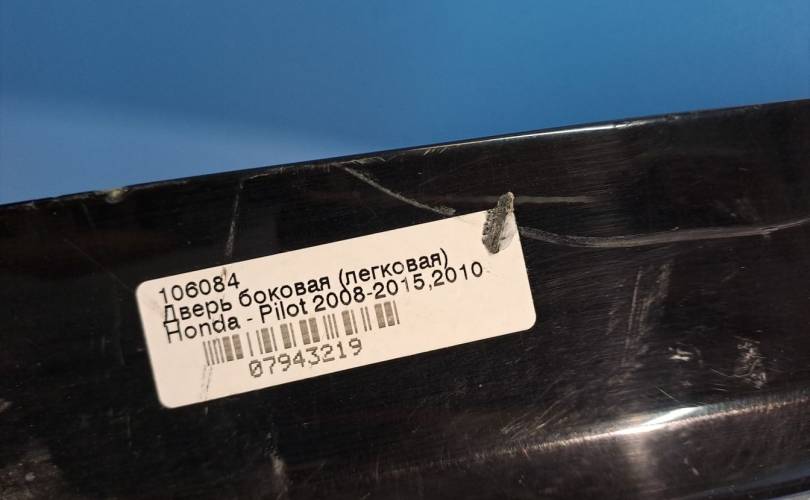 106084
Дверь боковая (легковая)
Honda - Pilot 2008-2015,2010
07943219